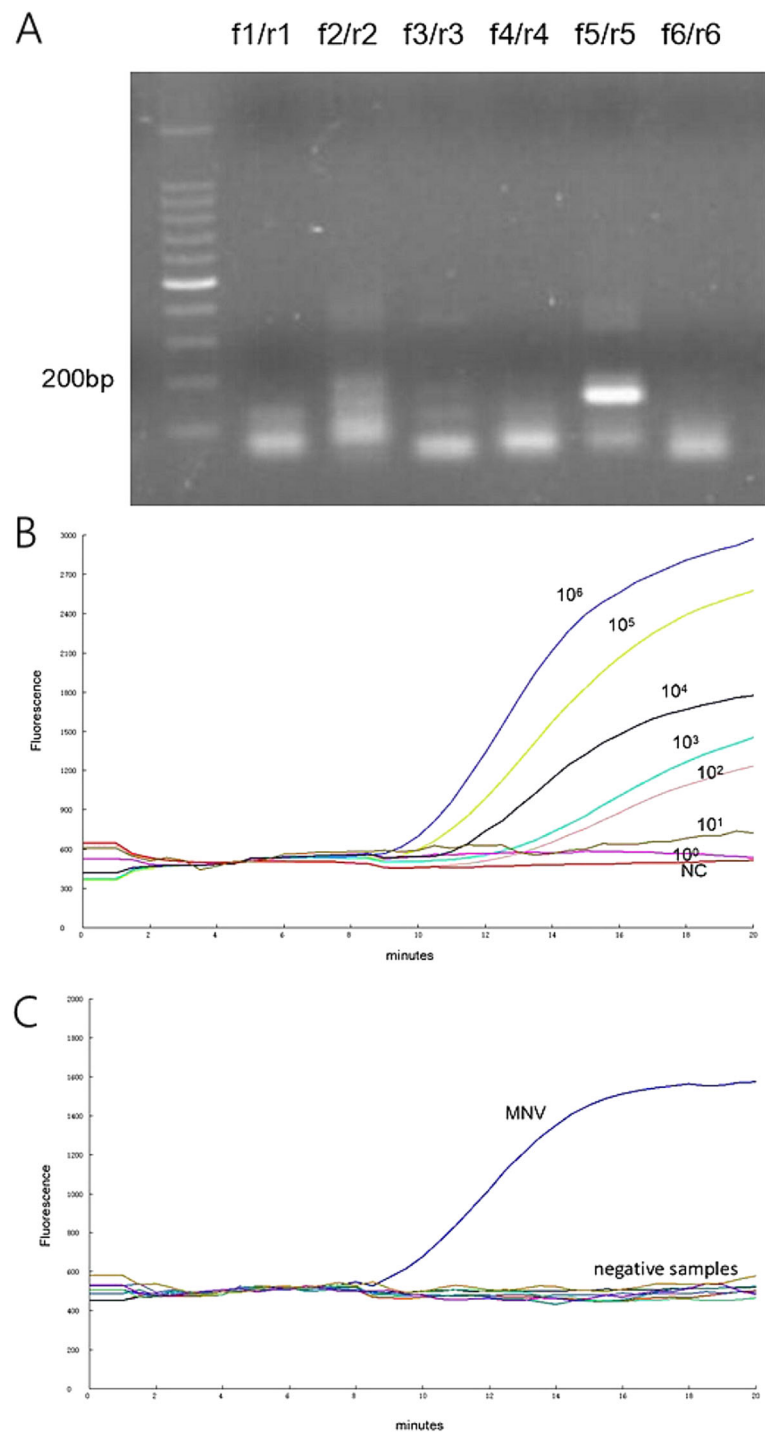 A
f1/r1 f2/r2 f3/r3 f4/r4 f5/r5 f6/r6
200bp
B
3000
2700
2400
2100
1800
1500
1200
900
600
300
0
Fluorescence
10⁶
10⁵
10⁴
10³
10²
10¹
10⁰
NC
0 2 4 6 8 10 12 14 16 18 20
minutes
C
2000
1800
1600
1400
1200
1000
800
600
400
200
0
Fluorescence
MNV
negative samples
0 2 4 6 8 10 12 14 16 18 20
minutes